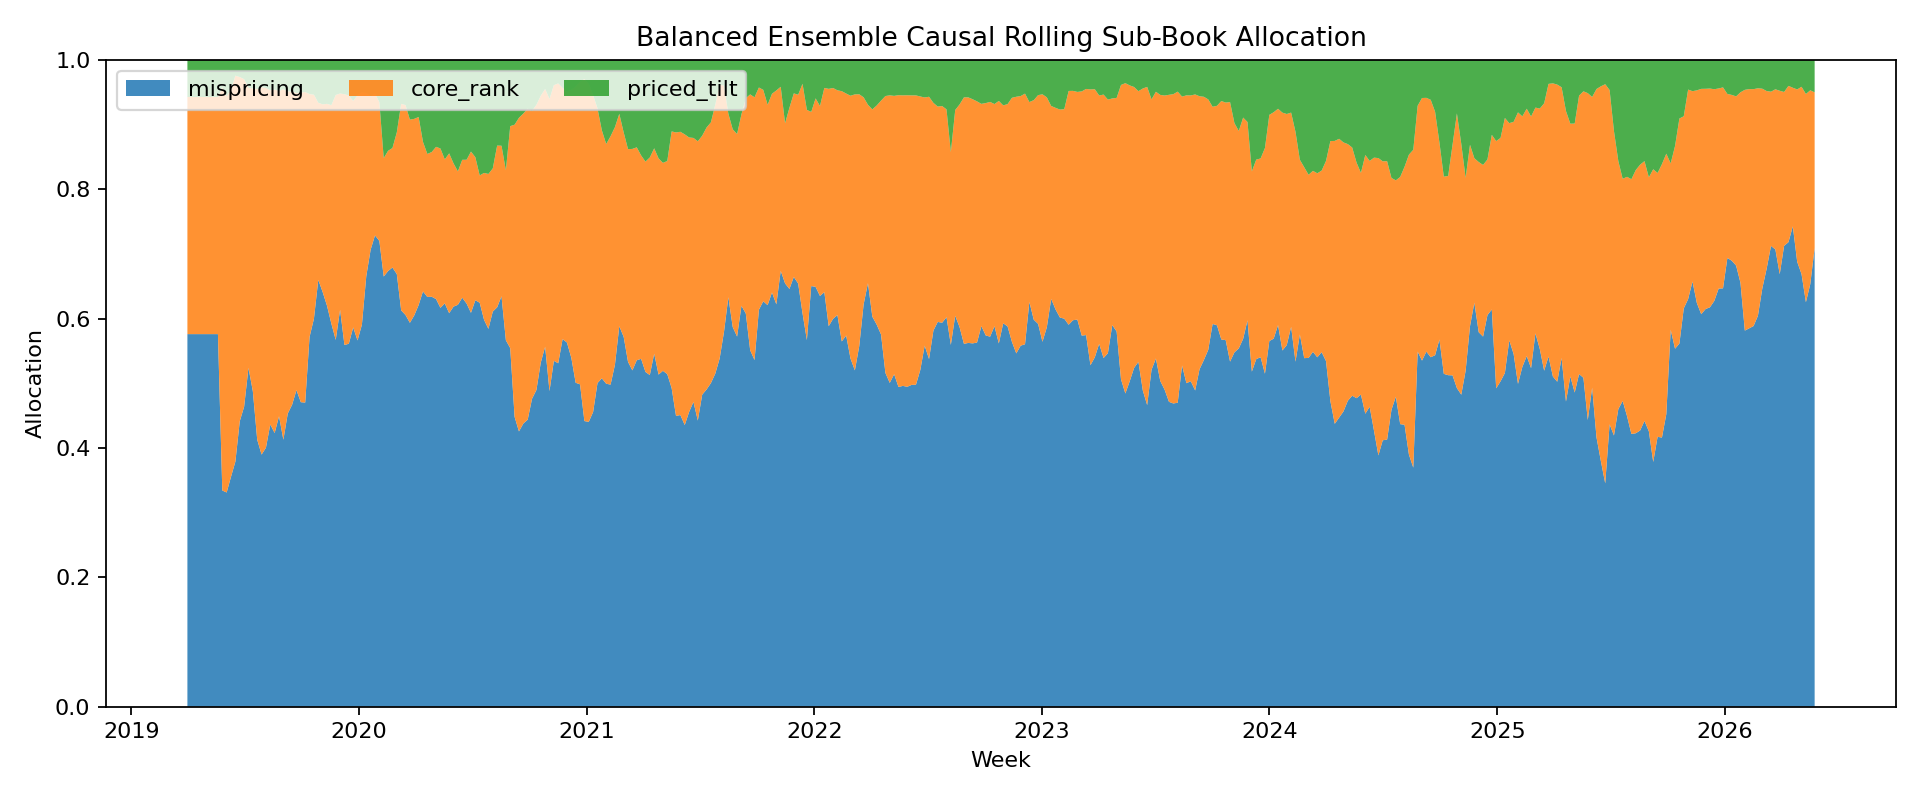 Balanced Ensemble Causal Rolling Sub-Book Allocation
mispricing core_rank priced_tilt
Allocation
1.0
0.8
0.6
0.4
0.2
0.0
2019 2020 2021 2022 2023 2024 2025 2026
Week